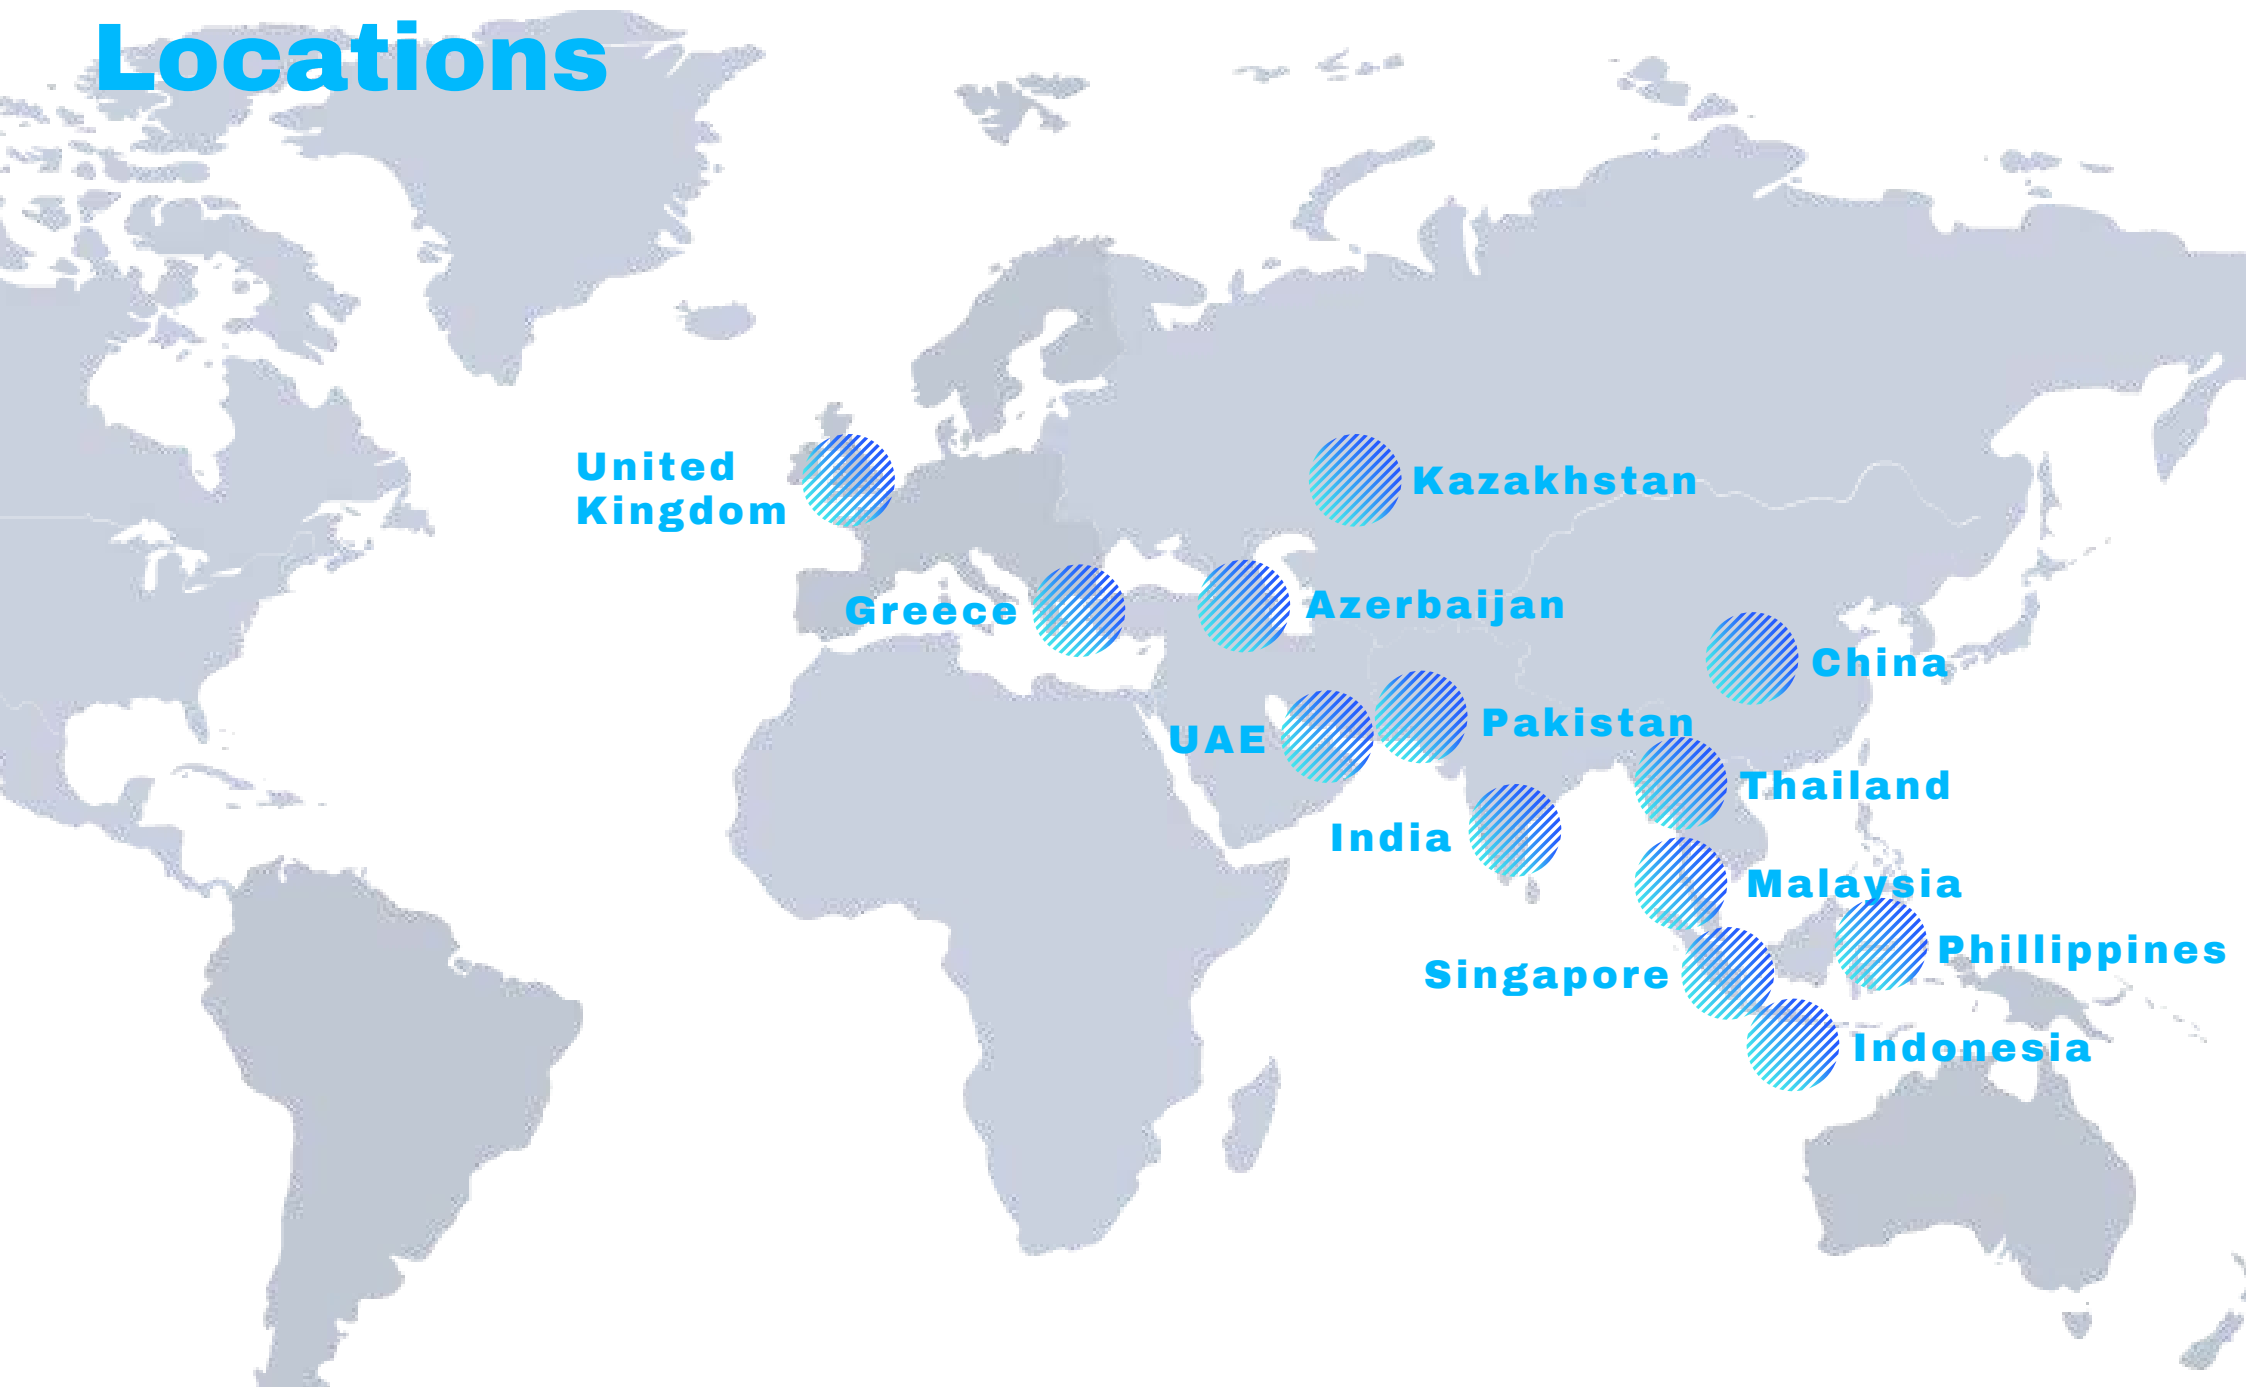 Locations
United
Kingdom
Kazakhstan
Greece
Azerbaijan
China
UAE
Pakistan
Thailand
India
Malaysia
Phillippines
Singapore
Indonesia